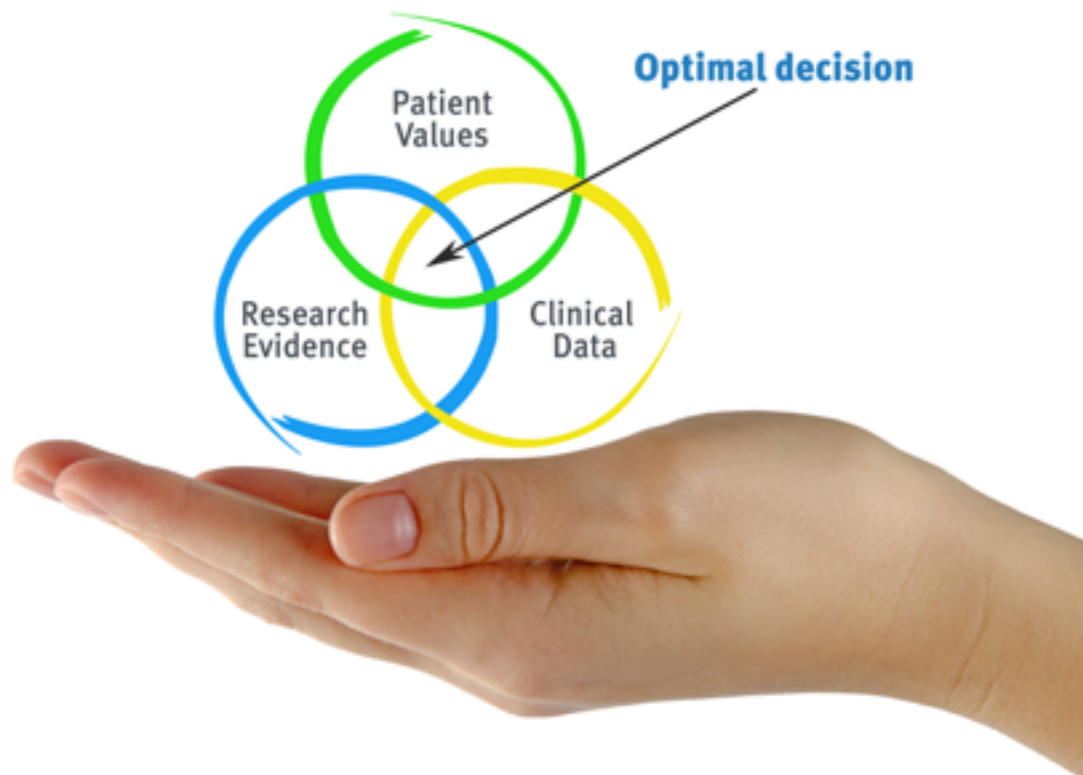 Optimal decision
Patient
Values
Research
Evidence
Clinical
Data